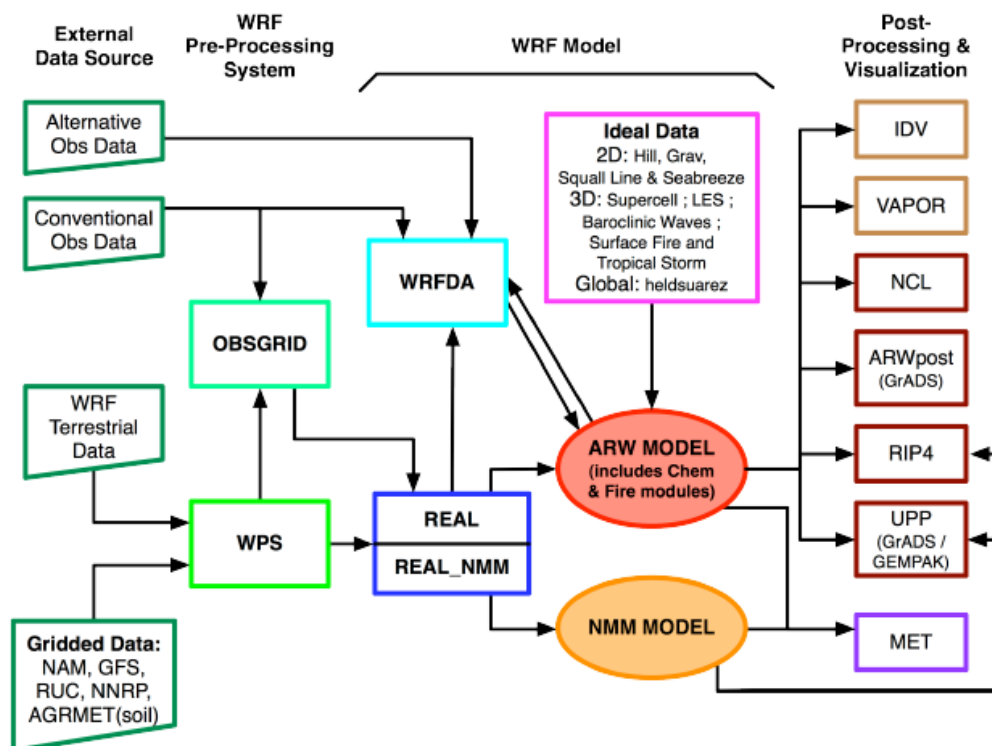 External
Data Source
WRF
Pre-Processing
System
WRF Model
Post-
Processing &
Visualization
Alternative
Obs Data
Conventional
Obs Data
WRF
Terrestrial
Data
Gridded Data:
NAM, GFS,
RUC, NNRP,
AGRMET(soil)
OBSGRID
WPS
WRFDA
REAL
REAL_NMM
Ideal Data
2D: Hill, Grav,
Squall Line & Seabreeze
3D: Supercell ; LES ;
Baroclinic Waves ;
Surface Fire and
Tropical Storm
Global: heldsuarez
ARW MODEL
(includes Chem
& Fire modules)
NMM MODEL
IDV
VAPOR
NCL
ARWpost
(GrADS)
RIP4
UPP
(GrADS /
GEMPAK)
MET